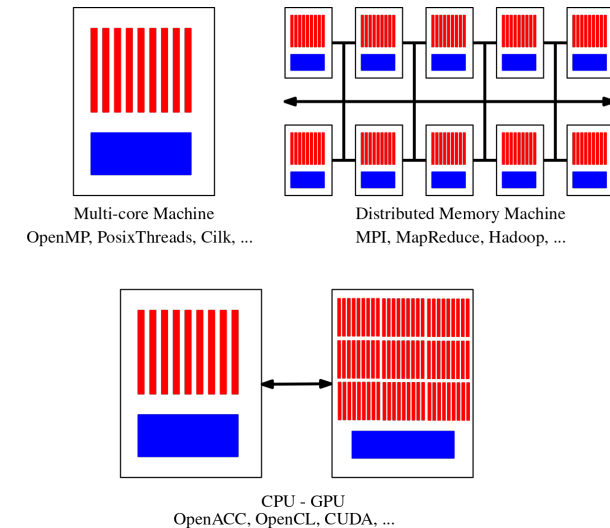 Multi-core Machine
OpenMP, PosixThreads, Cilk, ...
Distributed Memory Machine
MPI, MapReduce, Hadoop, ...
CPU - GPU
OpenACC, OpenCL, CUDA, ...